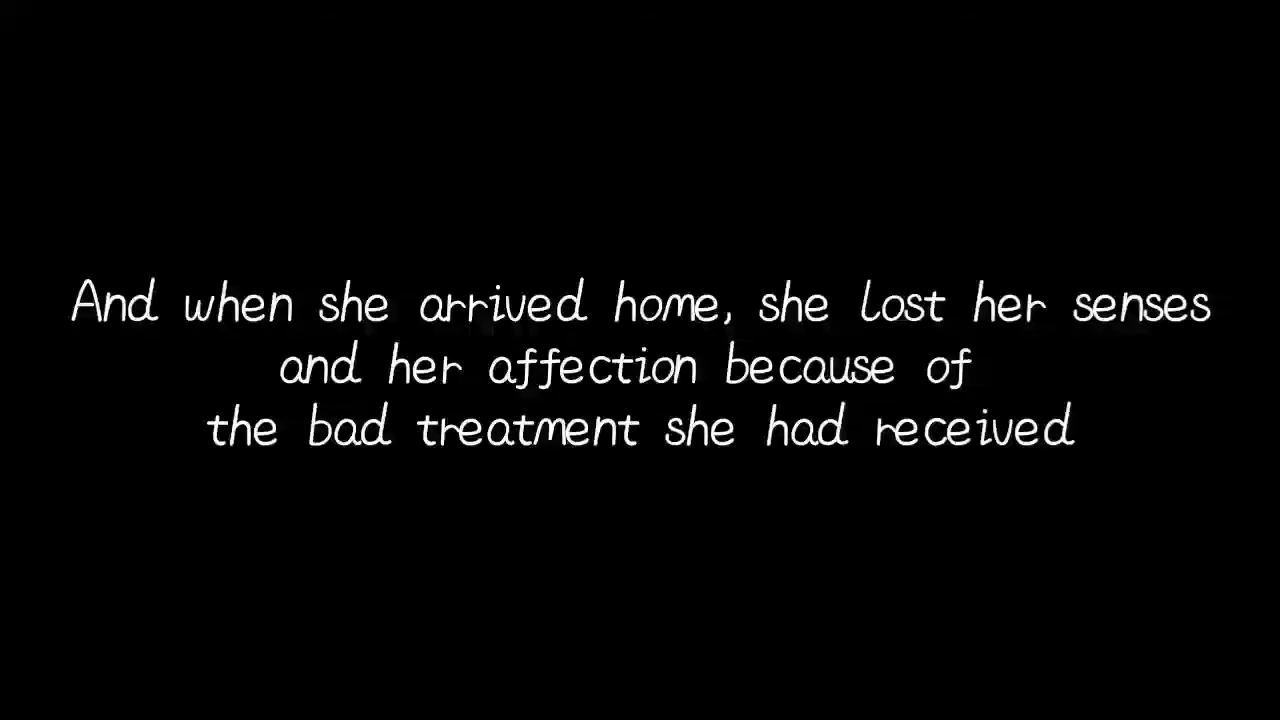 And when she arrived home, she lost her senses
and her affection because of
the bad treatment she had received